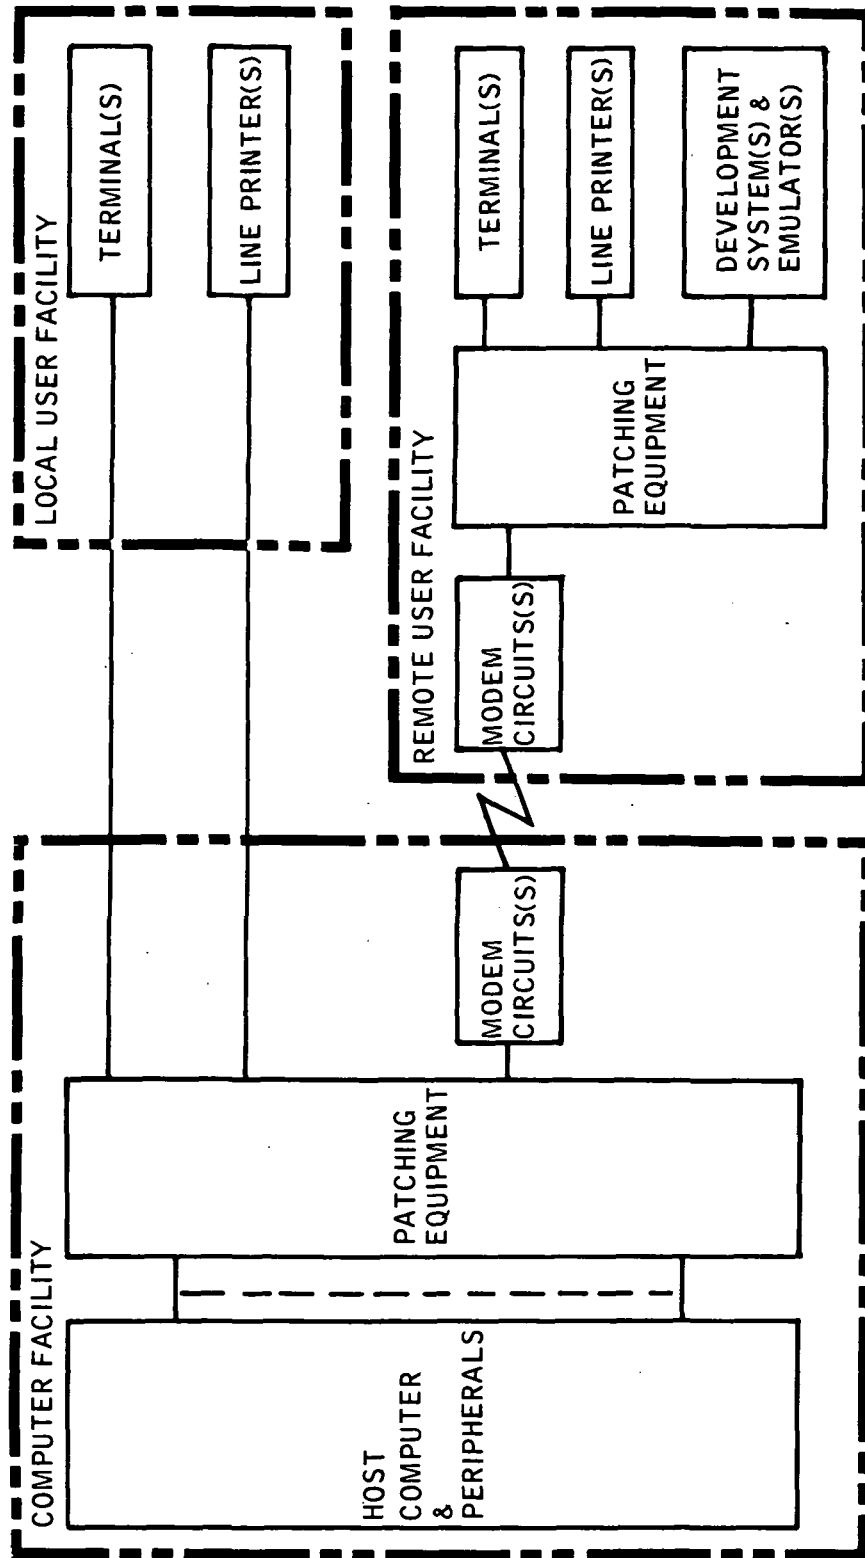 COMPUTER FACILITY
HOST
COMPUTER
&
PERIPHERALS
PATCHING
EQUIPMENT
MODEM
CIRCUITS(S)
LOCAL USER FACILITY
TERMINAL(S)
LINE PRINTER(S)
REMOTE USER FACILITY
MODEM
CIRCUITS(S)
PATCHING
EQUIPMENT
TERMINAL(S)
LINE PRINTER(S)
DEVELOPMENT
SYSTEM(S) &
EMULATOR(S)